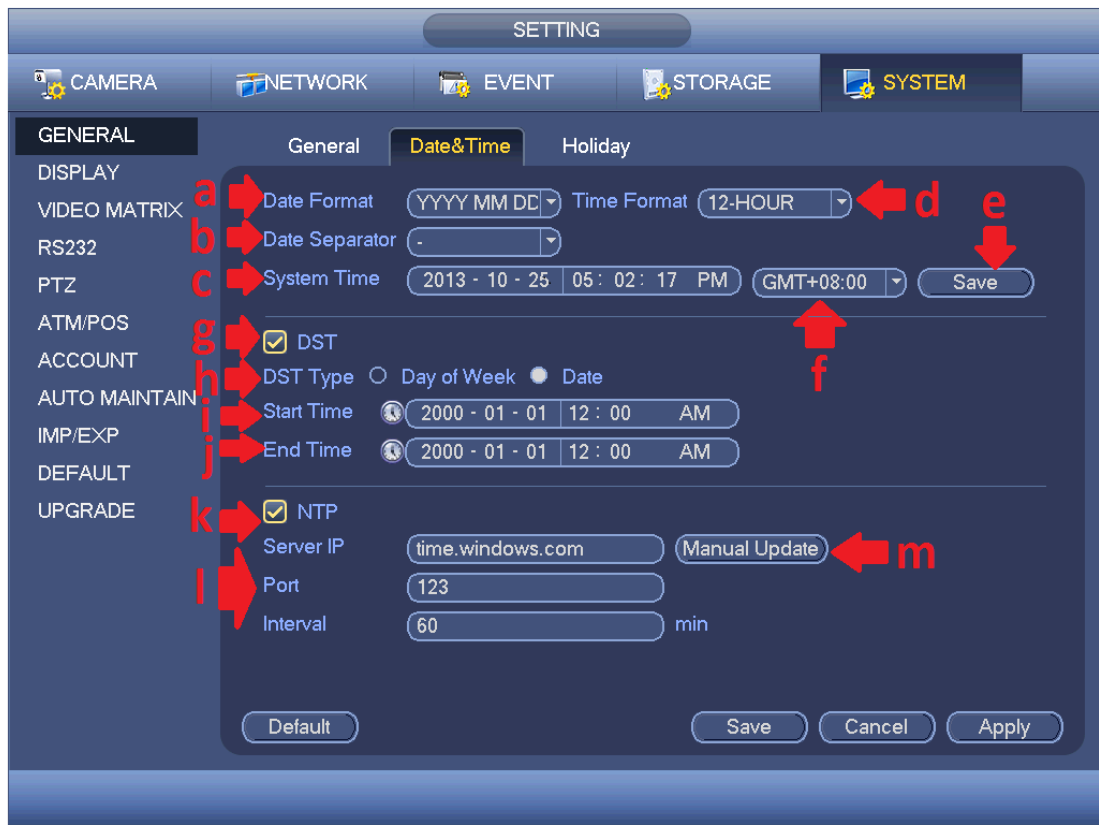 SETTING
CAMERA NETWORK EVENT STORAGE SYSTEM
GENERAL
DISPLAY
VIDEO MATRIX
RS232
PTZ
ATM/POS
ACCOUNT
AUTO MAINTAIN
IMP/EXP
DEFAULT
UPGRADE
General Date&Time Holiday
a Date Format YYYY MM DD Time Format 12-HOUR d e
b Date Separator -
c System Time 2013 - 10 - 25 05 : 02 : 17 PM GMT+08:00 Save
f
g DST
h DST Type Day of Week Date
i Start Time 2000 - 01 - 01 12 : 00 AM
j End Time 2000 - 01 - 01 12 : 00 AM
k NTP
Server IP time.windows.com Manual Update m
l Port 123
Interval 60 min
Default Save Cancel Apply